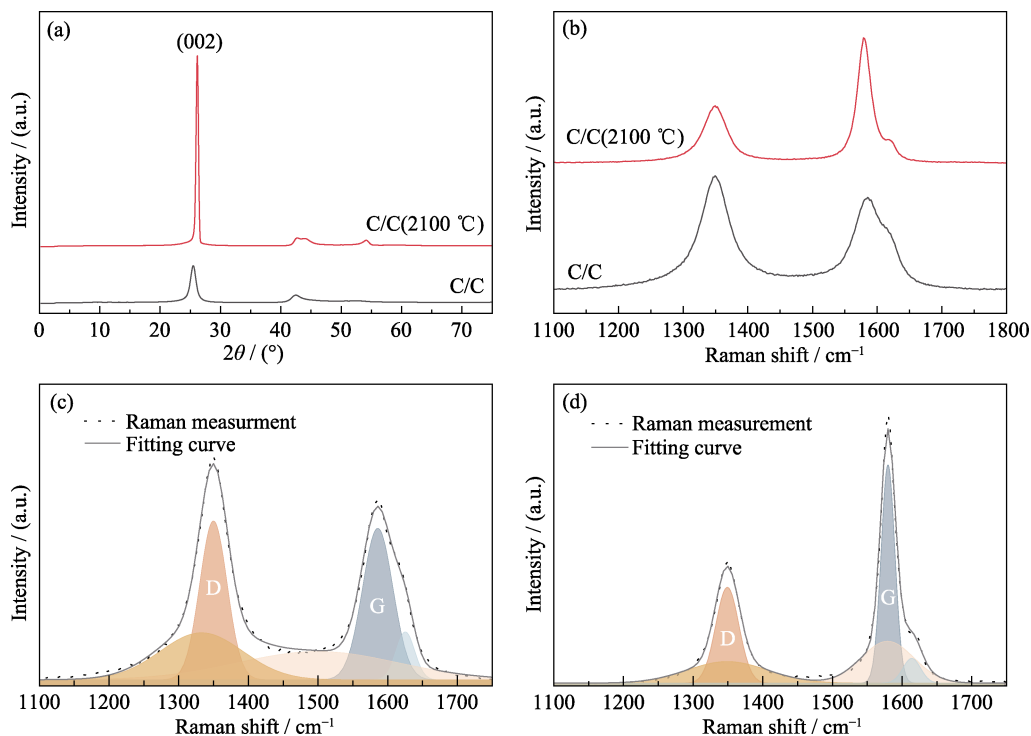 (a)
(002)
C/C(2100 ℃)
C/C
Intensity / (a.u.)
0 10 20 30 40 50 60 70
2θ / (°)
(b)
C/C(2100 ℃)
C/C
Intensity / (a.u.)
1100 1200 1300 1400 1500 1600 1700 1800
Raman shift / cm⁻¹
(c)
Raman measurment
Fitting curve
D
G
Intensity / (a.u.)
1100 1200 1300 1400 1500 1600 1700
Raman shift / cm⁻¹
(d)
Raman measurement
Fitting curve
D
G
Intensity / (a.u.)
1100 1200 1300 1400 1500 1600 1700
Raman shift / cm⁻¹